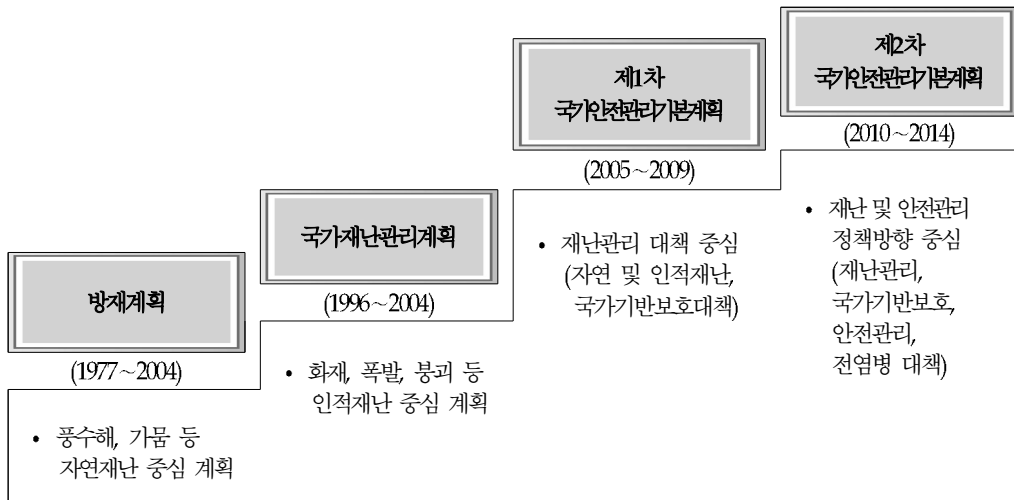 방재계획
(1977～2004)
• 풍수해, 가뭄 등
자연재난 중심 계획
국가재난관리계획
(1996～2004)
• 화재, 폭발, 붕괴 등
인적재난 중심 계획
제1차
국가안전관리기본계획
(2005～2009)
• 재난관리 대책 중심
(자연 및 인적재난,
국가기반보호대책)
제2차
국가안전관리기본계획
(2010～2014)
• 재난 및 안전관리
정책방향 중심
(재난관리,
국가기반보호,
안전관리,
전염병 대책)